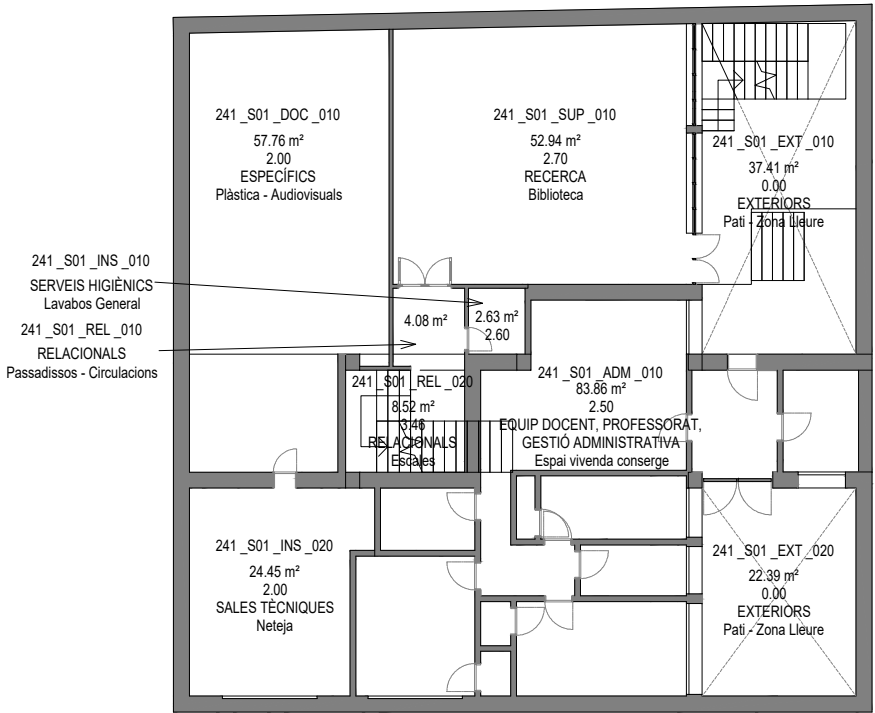 241 _S01 _DOC _010
57.76 m²
2.00
ESPECÍFICS
Plàstica - Audiovisuals
241 _S01 _SUP _010
52.94 m²
2.70
RECERCA
Biblioteca
241 _S01 _EXT _010
37.41 m²
0.00
EXTERIORS
Pati - Zona Lleure
241 _S01 _INS _010
SERVEIS HIGIÈNICS
Lavabos General
241 _S01 _REL _010
RELACIONALS
Passadissos - Circulacions
4.08 m²
2.63 m²
2.60
241 _S01 _REL _020
8.52 m²
3.46
RELACIONALS
Escales
241 _S01 _ADM _010
83.86 m²
2.50
EQUIP DOCENT, PROFESSORAT,
GESTIÓ ADMINISTRATIVA
Espai vivenda conserge
241 _S01 _INS _020
24.45 m²
2.00
SALES TÈCNIQUES
Neteja
241 _S01 _EXT _020
22.39 m²
0.00
EXTERIORS
Pati - Zona Lleure